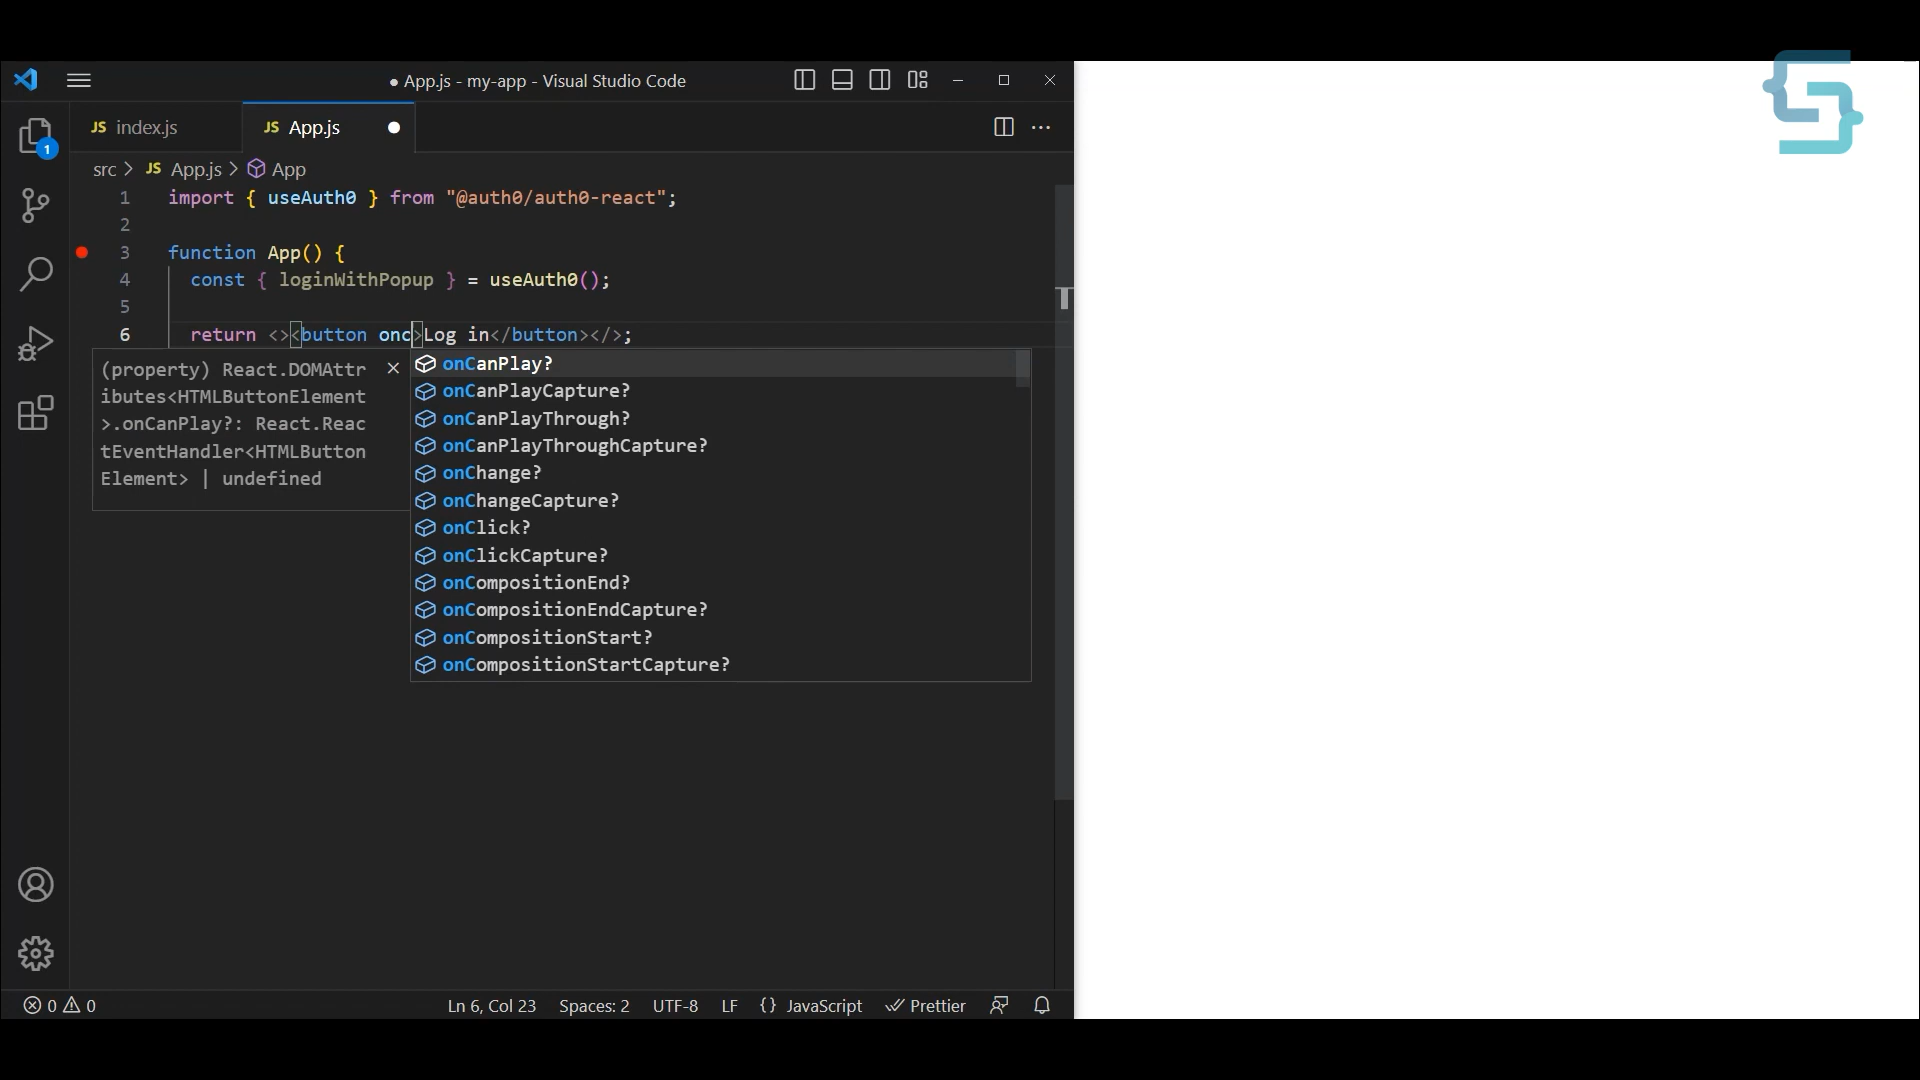 ● App.js - my-app - Visual Studio Code
JS index.js
JS App.js ●
1
src > JS App.js > App
1 import { useAuth0 } from "@auth0/auth0-react";
2
3 function App() {
4 const { loginWithPopup } = useAuth0();
5
6 return <><button onc>Log in</button></>;
(property) React.DOMAttr
ibutes<HTMLButtonElement
>.onCanPlay?: React.Reac
tEventHandler<HTMLButton
Element> | undefined
onCanPlay?
onCanPlayCapture?
onCanPlayThrough?
onCanPlayThroughCapture?
onChange?
onChangeCapture?
onClick?
onClickCapture?
onCompositionEnd?
onCompositionEndCapture?
onCompositionStart?
onCompositionStartCapture?
0 0 Ln 6, Col 23 Spaces: 2 UTF-8 LF {} JavaScript Prettier